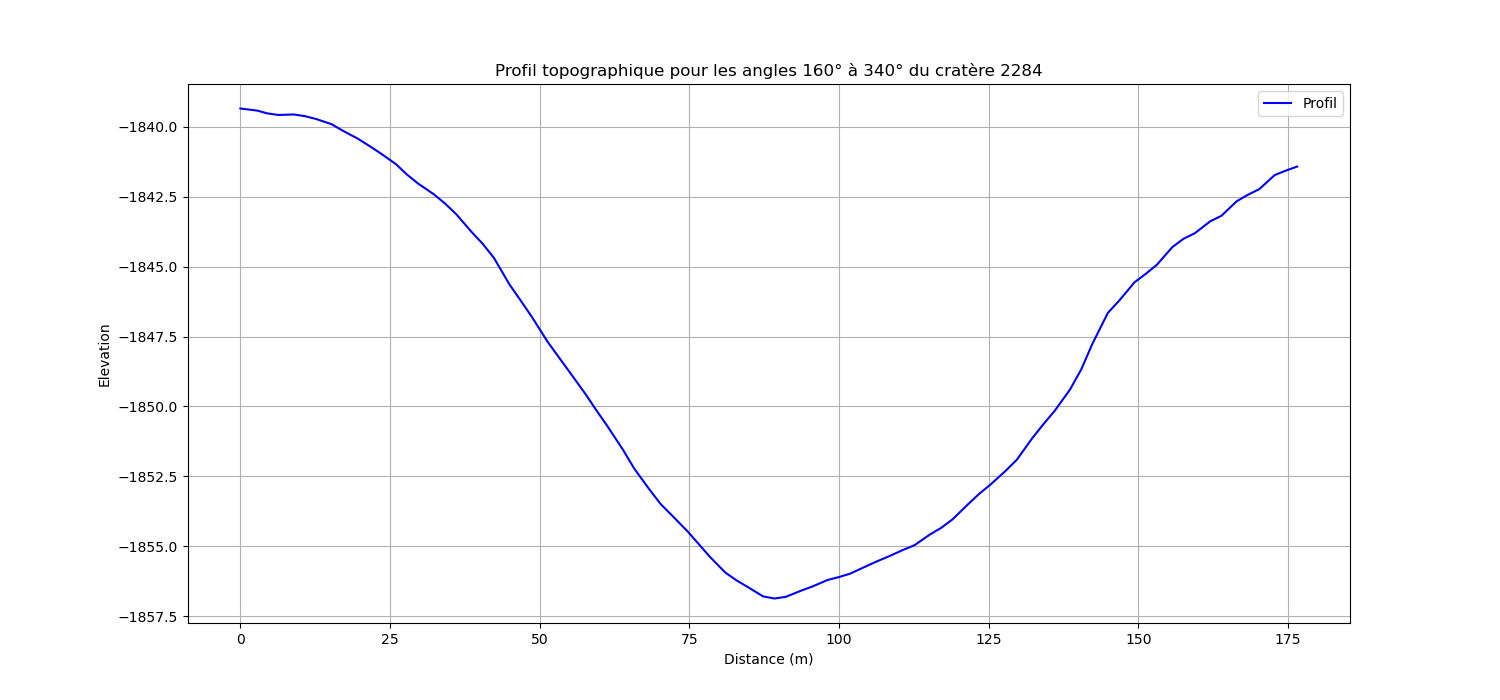 Profil topographique pour les angles 160° à 340° du cratère 2284
Profil
−1840.0
−1842.5
−1845.0
−1847.5
−1850.0
−1852.5
−1855.0
−1857.5
Elevation
0 25 50 75 100 125 150 175
Distance (m)